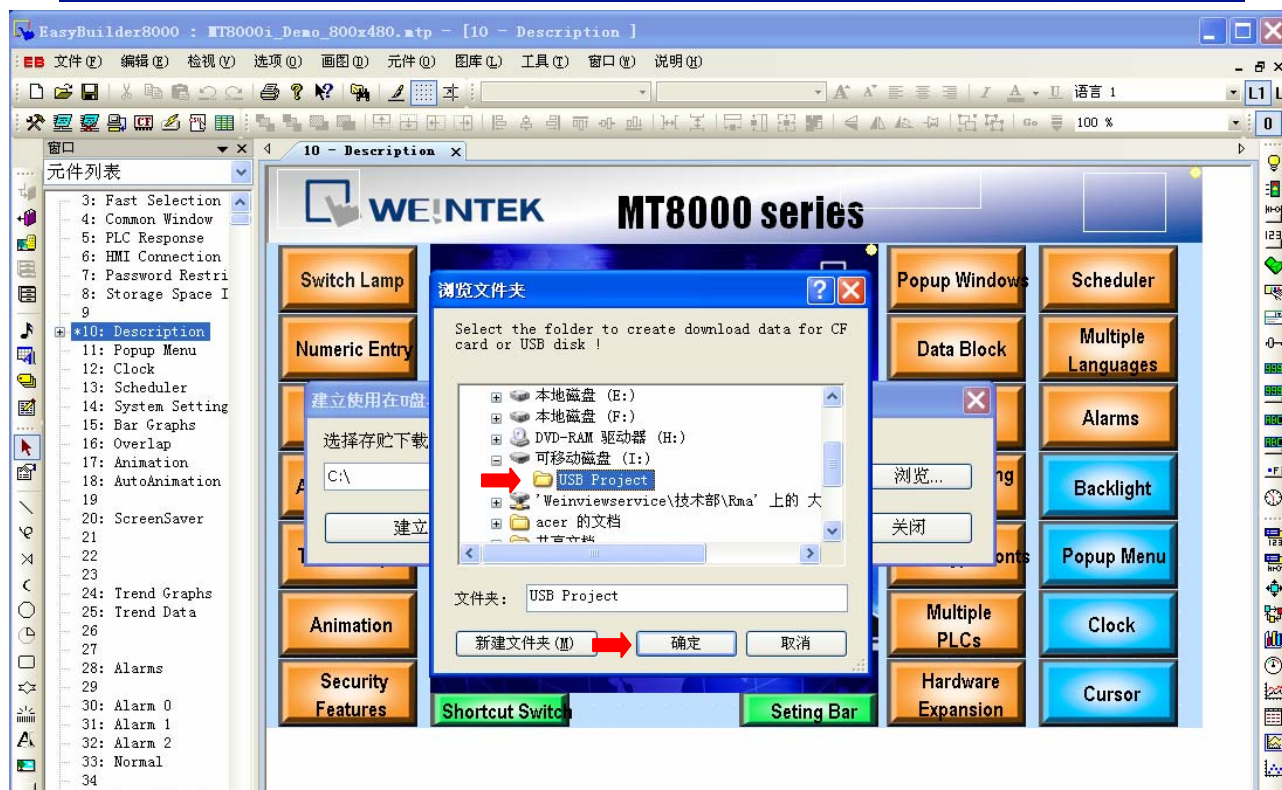 EasyBuilder8000 : MT8000i_Demo_800x480.mtp - [10 - Description ]
EB 文件(F) 编辑(E) 检视(V) 选项(O) 画图(D) 元件(O) 图库(L) 工具(T) 窗口(W) 说明(H)
语言 1
L1
100 %
0
窗口
10 - Description
元件列表
3: Fast Selection
4: Common Window
5: PLC Response
6: HMI Connection
7: Password Restri
8: Storage Space I
9
*10: Description
11: Popup Menu
12: Clock
13: Scheduler
14: System Setting
15: Bar Graphs
16: Overlap
17: Animation
18: AutoAnimation
19
20: ScreenSaver
21
22
23
24: Trend Graphs
25: Trend Data
26
27
28: Alarms
29
30: Alarm 0
31: Alarm 1
32: Alarm 2
33: Normal
34
WEINTEK
MT8000 series
Switch Lamp
Numeric Entry
Animation
Security
Features
Shortcut Switch
Seting Bar
Popup Windows
Data Block
Multiple
PLCs
Hardware
Expansion
Scheduler
Multiple
Languages
Alarms
Backlight
Popup Menu
Clock
Cursor
建立使用在U盘
选择存贮下载
C:\
浏览...
建立
关闭
浏览文件夹
Select the folder to create download data for CF
card or USB disk !
本地磁盘 (E:)
本地磁盘 (F:)
DVD-RAM 驱动器 (H:)
可移动磁盘 (I:)
USB Project
'Weinviewservice\技术部\Rma' 上的 大
acer 的文档
共享文档
文件夹:
USB Project
新建文件夹(M)
确定
取消